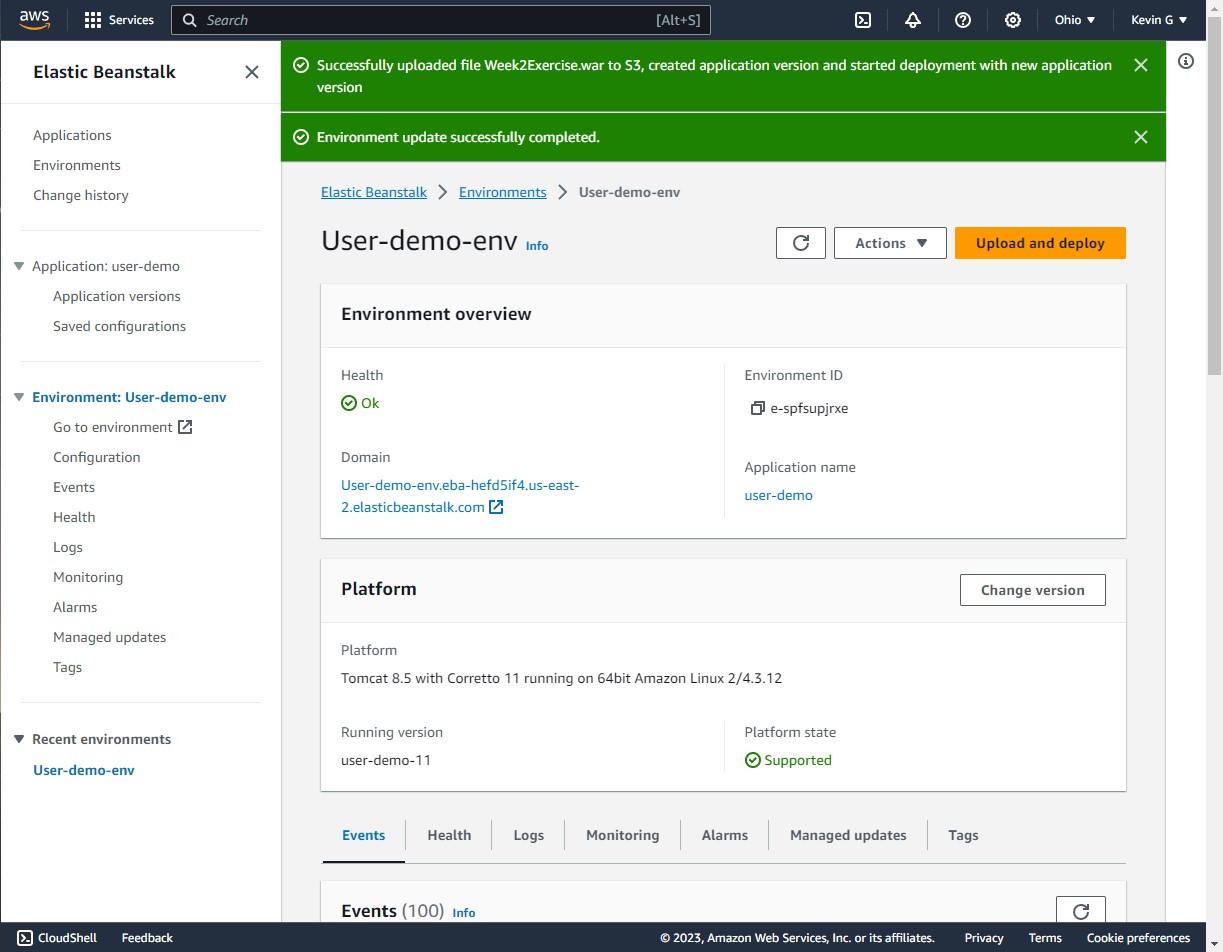 aws
Services
Search
[Alt+S]
Ohio
Kevin G
Elastic Beanstalk
Applications
Environments
Change history
Application: user-demo
Application versions
Saved configurations
Environment: User-demo-env
Go to environment
Configuration
Events
Health
Logs
Monitoring
Alarms
Managed updates
Tags
Recent environments
User-demo-env
Successfully uploaded file Week2Exercise.war to S3, created application version and started deployment with new application
version
Environment update successfully completed.
Elastic Beanstalk
Environments
User-demo-env
User-demo-env Info
Actions
Upload and deploy
Environment overview
Health
Ok
Domain
User-demo-env.eba-hefd5if4.us-east-
2.elasticbeanstalk.com
Environment ID
e-spfsupjrxe
Application name
user-demo
Platform
Change version
Platform
Tomcat 8.5 with Corretto 11 running on 64bit Amazon Linux 2/4.3.12
Running version
user-demo-11
Platform state
Supported
Events
Health
Logs
Monitoring
Alarms
Managed updates
Tags
Events (100) Info
CloudShell
Feedback
© 2023, Amazon Web Services, Inc. or its affiliates.
Privacy
Terms
Cookie preferences